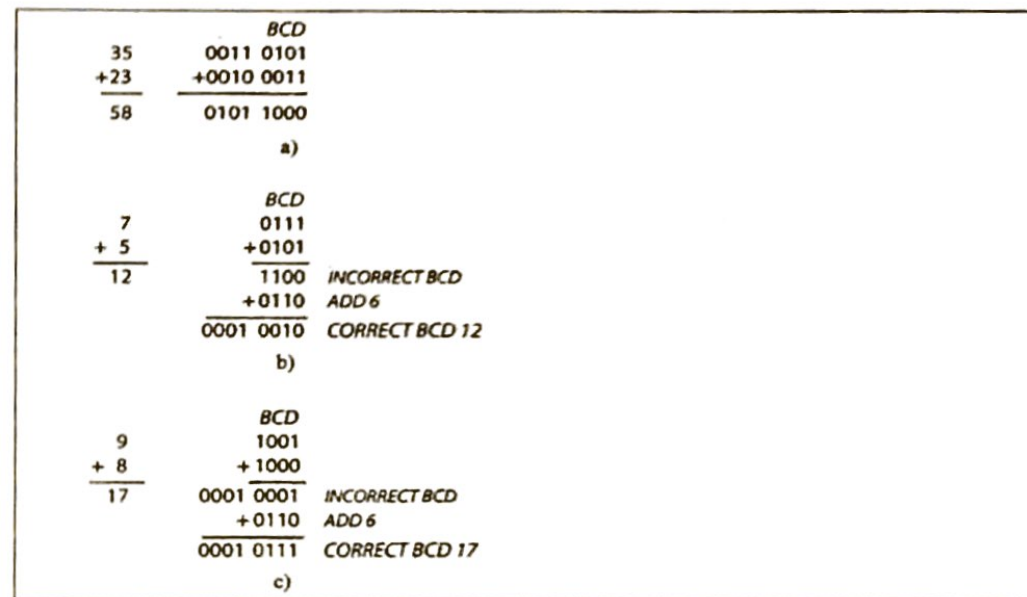 BCD
35 0011 0101
+23 +0010 0011
58 0101 1000
a)
BCD
7 0111
+ 5 +0101
12 1100 INCORRECT BCD
+0110 ADD 6
0001 0010 CORRECT BCD 12
b)
BCD
9 1001
+ 8 +1000
17 0001 0001 INCORRECT BCD
+0110 ADD 6
0001 0111 CORRECT BCD 17
c)